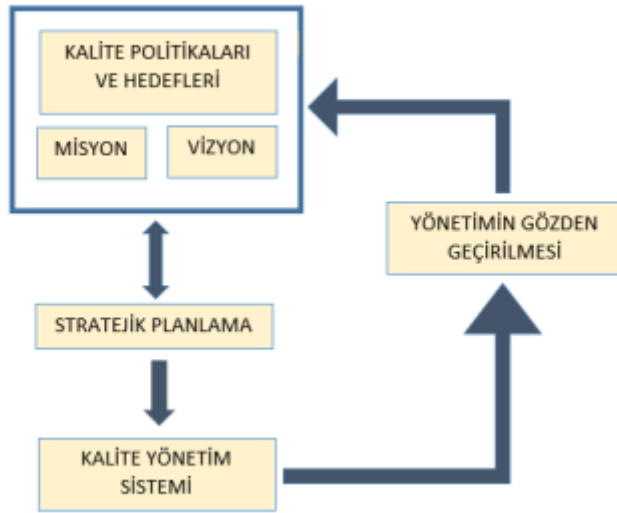 KALİTE POLİTİKALARI
VE HEDEFLERİ
MİSYON
VİZYON
YÖNETİMİN GÖZDEN
GEÇİRİLMESİ
STRATEJİK PLANLAMA
KALİTE YÖNETİM
SİSTEMİ